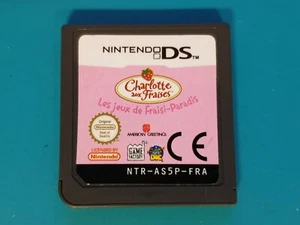 NINTENDO DS™
Charlotte
aux Fraises
Les jeux de Fraisi-Paradis
Original
Nintendo
Seal of
Quality
LICENSED BY
Nintendo
AMERICAN GREETINGS
GAME
FACTORY
CE
NTR-AS5P-FRA